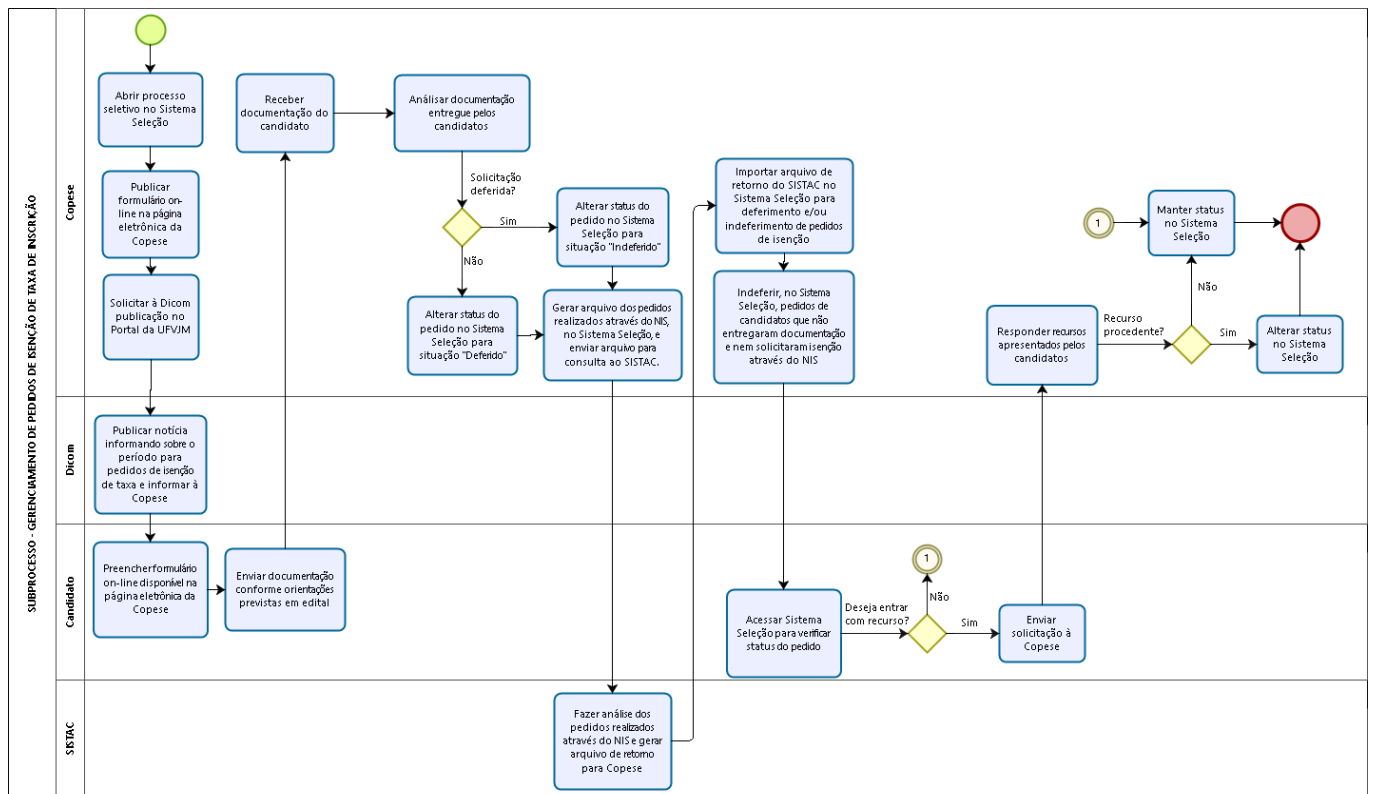 SUBPROCESSO - GERENCIAMENTO DE PEDIDOS DE ISENÇÃO DE TAXA DE INSCRIÇÃO
Copese
Abrir processo
seletivo no Sistema
Seleção
Publicar
formulário on-
line na página
eletrônica da
Copese
Solicitar à Dicom
publicação no
Portal da UFVJM
Receber
documentação do
candidato
Análisar documentação
entregue pelos
candidatos
Solicitação
deferida?
Sim
Não
Alterar status do
pedido no Sistema
Seleção para
situação "Indeferido"
Alterar status do
pedido no Sistema
Seleção para
situação "Deferido"
Gerar arquivo dos pedidos
realizados através do NIS,
no Sistema Seleção, e
enviar arquivo para
consulta ao SISTAC.
Importar arquivo de
retorno do SISTAC no
Sistema Seleção para
deferimento e/ou
indeferimento de pedidos
de isenção
Indeferir, no Sistema
Seleção, pedidos de
candidatos que não
entregaram documentação
e nem solicitaram isenção
através do NIS
Responder recursos
apresentados pelos
candidatos
Recurso
procedente?
Não
Sim
1
Manter status
no Sistema
Seleção
Alterar status
no Sistema
Seleção
Dicom
Publicar notícia
informando sobre o
período para
pedidos de isenção
de taxa e informar à
Copese
Candidato
Preencher formulário
on-line disponível na
página eletrônica da
Copese
Enviar documentação
conforme orientações
previstas em edital
Acessar Sistema
Seleção para verificar
status do pedido
Deseja entrar
com recurso?
1
Não
Sim
Enviar
solicitação à
Copese
SISTAC
Fazer análise dos
pedidos realizados
através do NIS e gerar
arquivo de retorno
para Copese